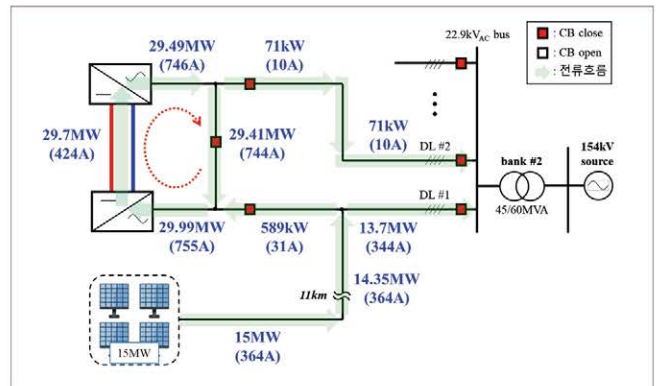 22.9kVAC bus
: CB close
: CB open
: 전류흐름
29.49MW
(746A)
71kW
(10A)
29.7MW
(424A)
29.41MW
(744A)
71kW
(10A)
DL #2
bank #2
45/60MVA
154kV
source
DL #1
29.99MW
(755A)
589kW
(31A)
13.7MW
(344A)
14.35MW
(364A)
11km
15MW
(364A)
15MW